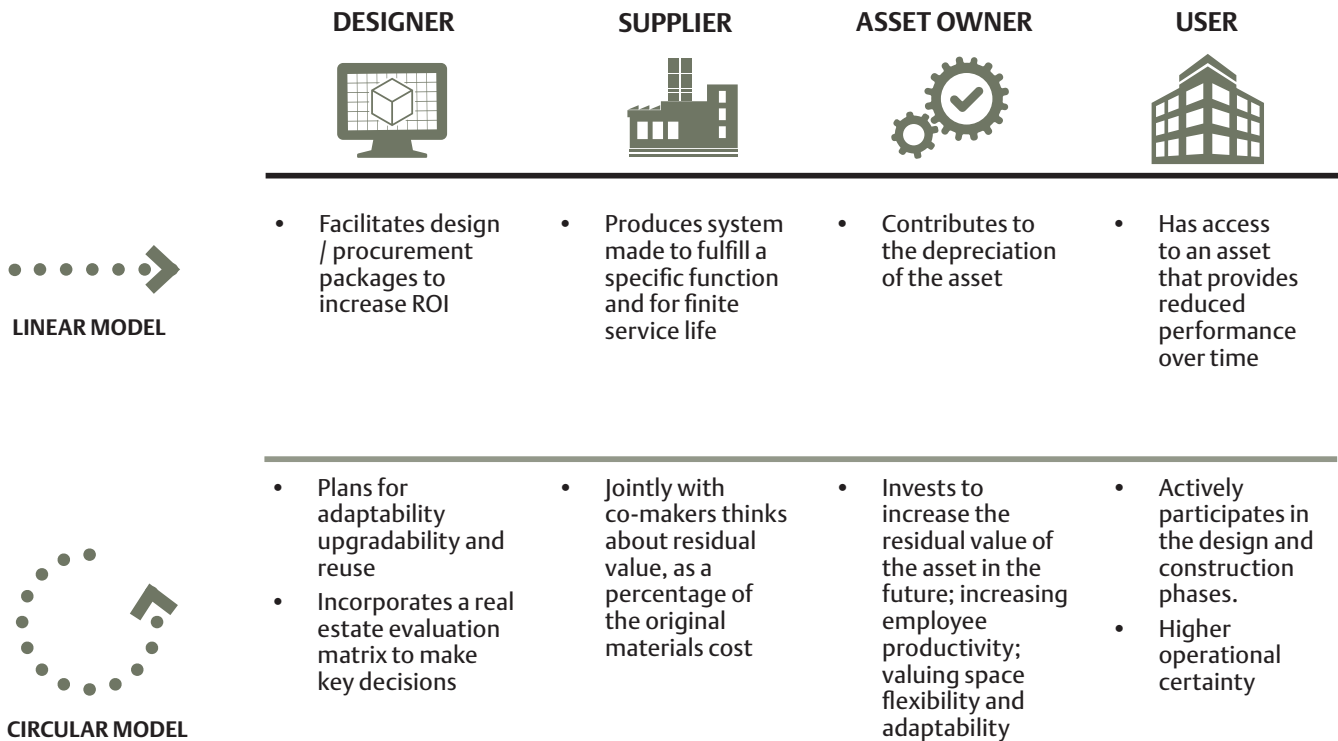 DESIGNER
SUPPLIER
ASSET OWNER
USER
LINEAR MODEL
• Facilitates design
/ procurement
packages to
increase ROI
• Produces system
made to fulfill a
specific function
and for finite
service life
• Contributes to
the depreciation
of the asset
• Has access
to an asset
that provides
reduced
performance
over time
CIRCULAR MODEL
• Plans for
adaptability
upgradability and
reuse
• Incorporates a real
estate evaluation
matrix to make
key decisions
• Jointly with
co-makers thinks
about residual
value, as a
percentage of
the original
materials cost
• Invests to
increase the
residual value of
the asset in the
future; increasing
employee
productivity;
valuing space
flexibility and
adaptability
• Actively
participates in
the design and
construction
phases.
• Higher
operational
certainty